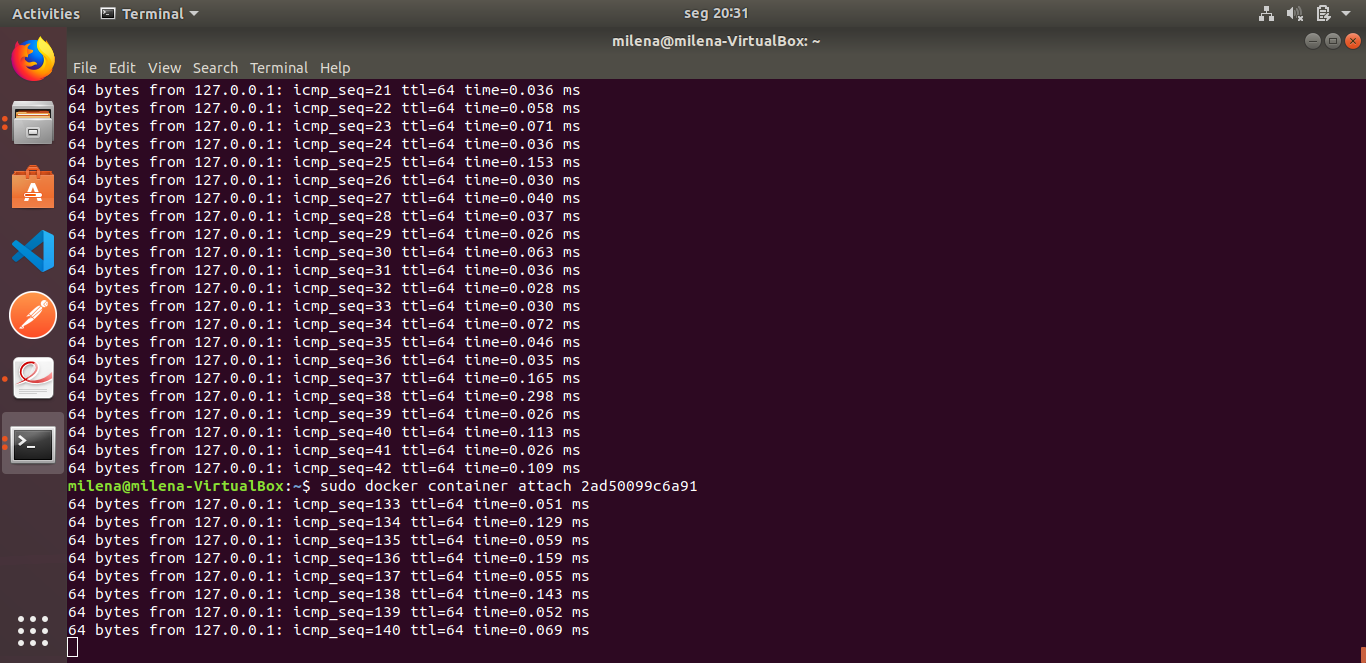 Activities Terminal seg 20:31
milena@milena-VirtualBox: ~
File Edit View Search Terminal Help
64 bytes from 127.0.0.1: icmp_seq=21 ttl=64 time=0.036 ms
64 bytes from 127.0.0.1: icmp_seq=22 ttl=64 time=0.058 ms
64 bytes from 127.0.0.1: icmp_seq=23 ttl=64 time=0.071 ms
64 bytes from 127.0.0.1: icmp_seq=24 ttl=64 time=0.036 ms
64 bytes from 127.0.0.1: icmp_seq=25 ttl=64 time=0.153 ms
64 bytes from 127.0.0.1: icmp_seq=26 ttl=64 time=0.030 ms
64 bytes from 127.0.0.1: icmp_seq=27 ttl=64 time=0.040 ms
64 bytes from 127.0.0.1: icmp_seq=28 ttl=64 time=0.037 ms
64 bytes from 127.0.0.1: icmp_seq=29 ttl=64 time=0.026 ms
64 bytes from 127.0.0.1: icmp_seq=30 ttl=64 time=0.063 ms
64 bytes from 127.0.0.1: icmp_seq=31 ttl=64 time=0.036 ms
64 bytes from 127.0.0.1: icmp_seq=32 ttl=64 time=0.028 ms
64 bytes from 127.0.0.1: icmp_seq=33 ttl=64 time=0.030 ms
64 bytes from 127.0.0.1: icmp_seq=34 ttl=64 time=0.072 ms
64 bytes from 127.0.0.1: icmp_seq=35 ttl=64 time=0.046 ms
64 bytes from 127.0.0.1: icmp_seq=36 ttl=64 time=0.035 ms
64 bytes from 127.0.0.1: icmp_seq=37 ttl=64 time=0.165 ms
64 bytes from 127.0.0.1: icmp_seq=38 ttl=64 time=0.298 ms
64 bytes from 127.0.0.1: icmp_seq=39 ttl=64 time=0.026 ms
64 bytes from 127.0.0.1: icmp_seq=40 ttl=64 time=0.113 ms
64 bytes from 127.0.0.1: icmp_seq=41 ttl=64 time=0.026 ms
64 bytes from 127.0.0.1: icmp_seq=42 ttl=64 time=0.109 ms
milena@milena-VirtualBox:~$ sudo docker container attach 2ad50099c6a91
64 bytes from 127.0.0.1: icmp_seq=133 ttl=64 time=0.051 ms
64 bytes from 127.0.0.1: icmp_seq=134 ttl=64 time=0.129 ms
64 bytes from 127.0.0.1: icmp_seq=135 ttl=64 time=0.059 ms
64 bytes from 127.0.0.1: icmp_seq=136 ttl=64 time=0.159 ms
64 bytes from 127.0.0.1: icmp_seq=137 ttl=64 time=0.055 ms
64 bytes from 127.0.0.1: icmp_seq=138 ttl=64 time=0.143 ms
64 bytes from 127.0.0.1: icmp_seq=139 ttl=64 time=0.052 ms
64 bytes from 127.0.0.1: icmp_seq=140 ttl=64 time=0.069 ms